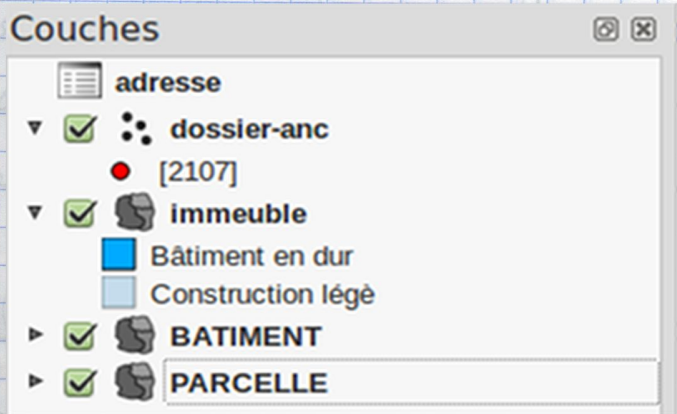 Couches
adresse
dossier-anc
[2107]
immeuble
Bâtiment en dur
Construction légè
BATIMENT
PARCELLE